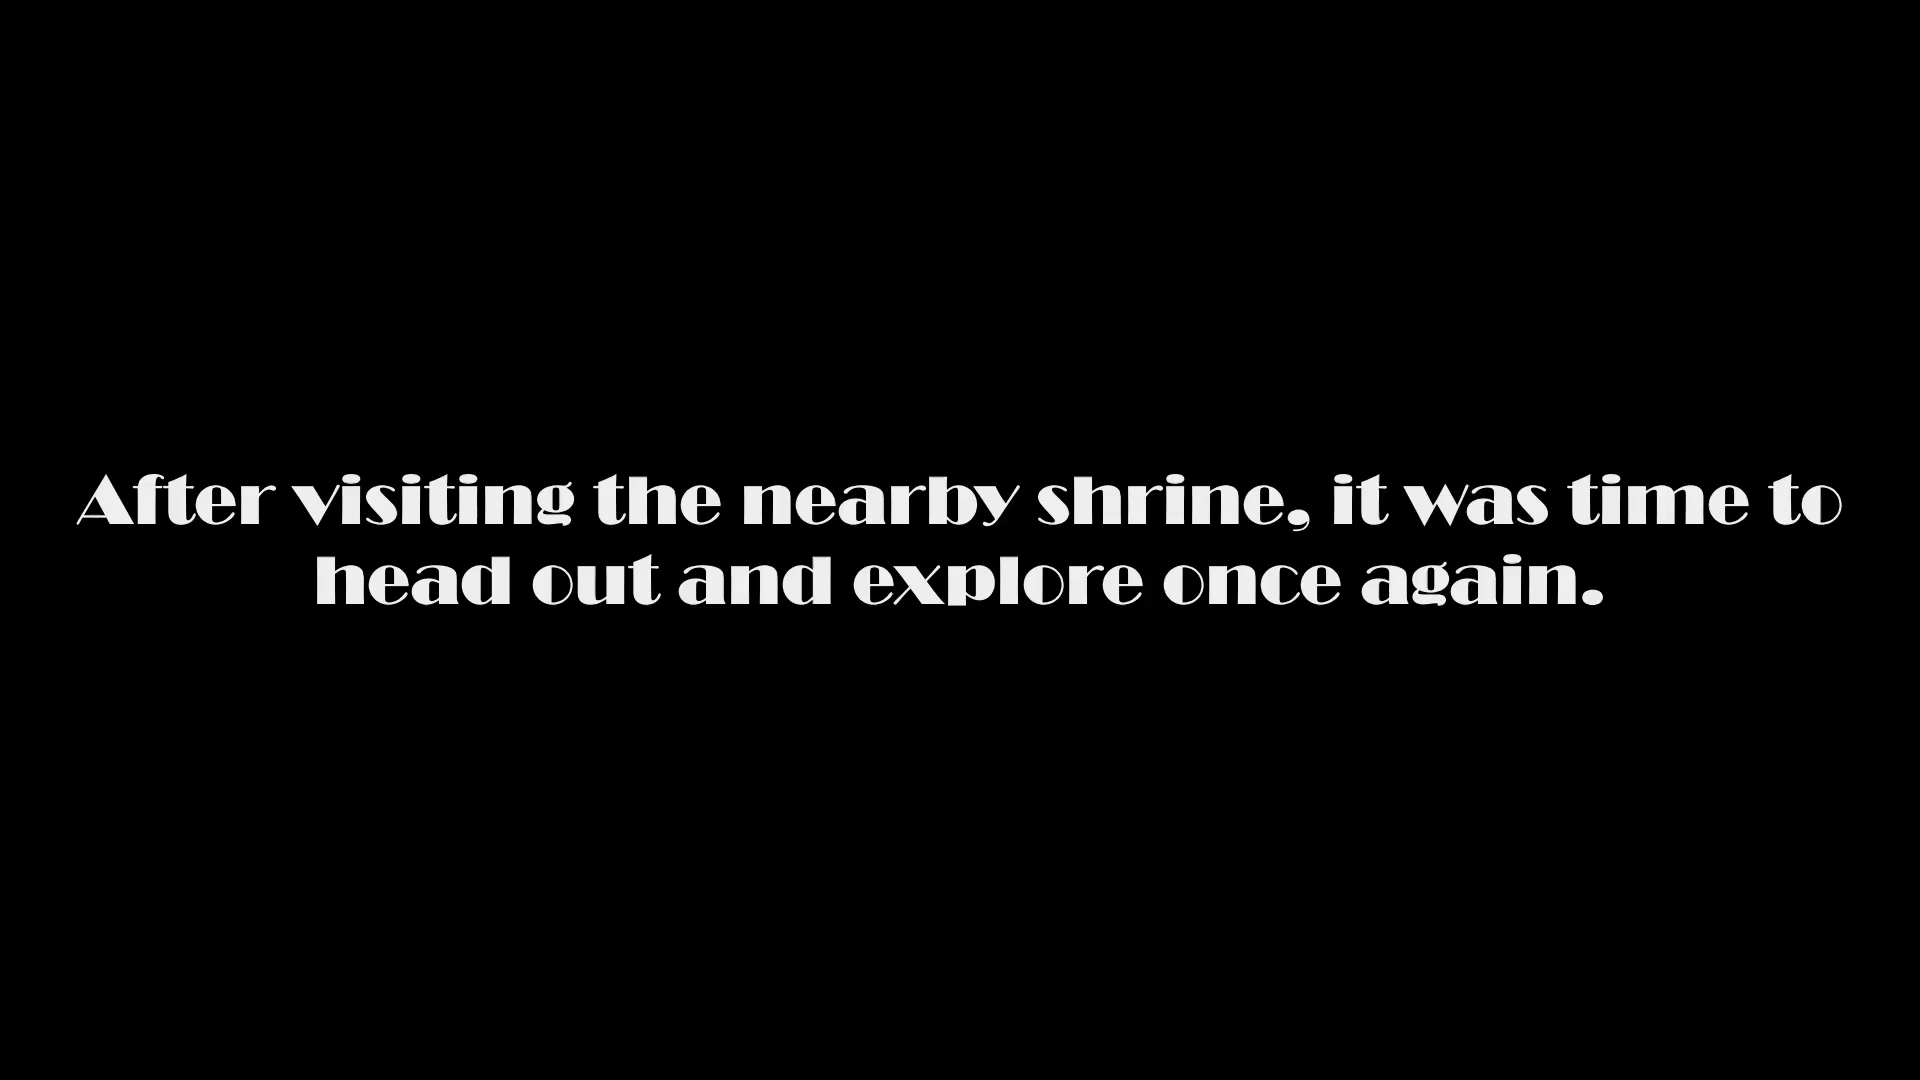 After visiting the nearby shrine, it was time to
head out and explore once again.